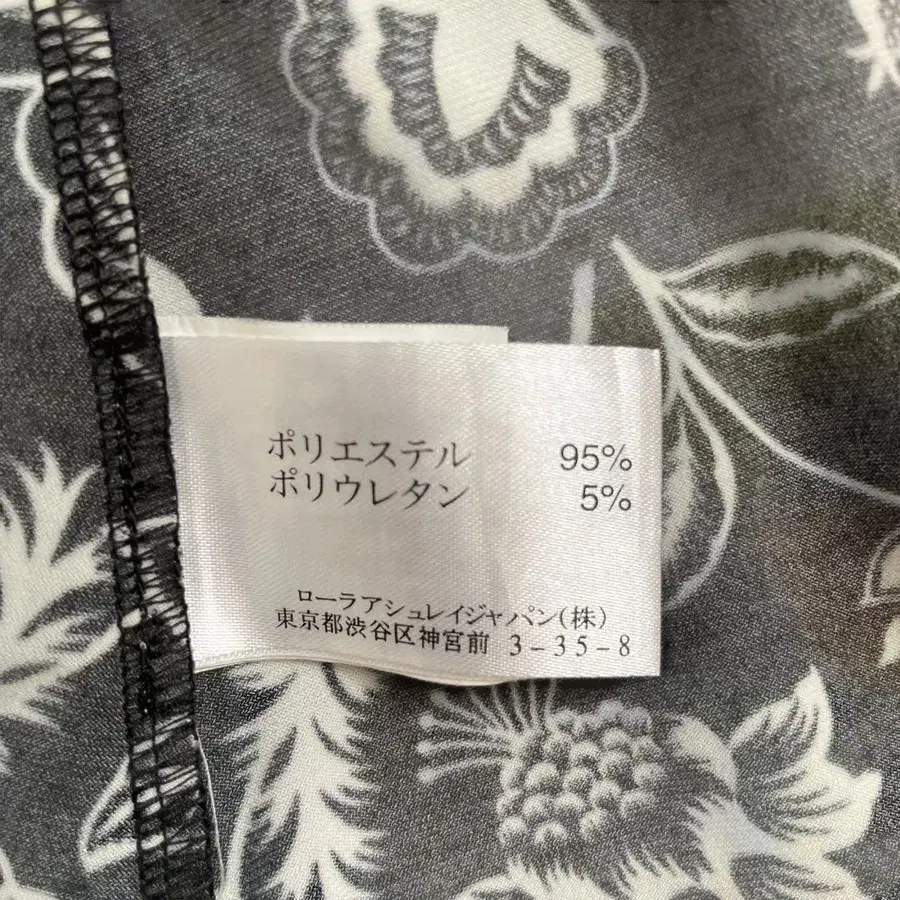 ポリエステル 95%
ポリウレタン 5%
ローラアシュレイジャパン(株)
東京都渋谷区神宮前 3-35-8